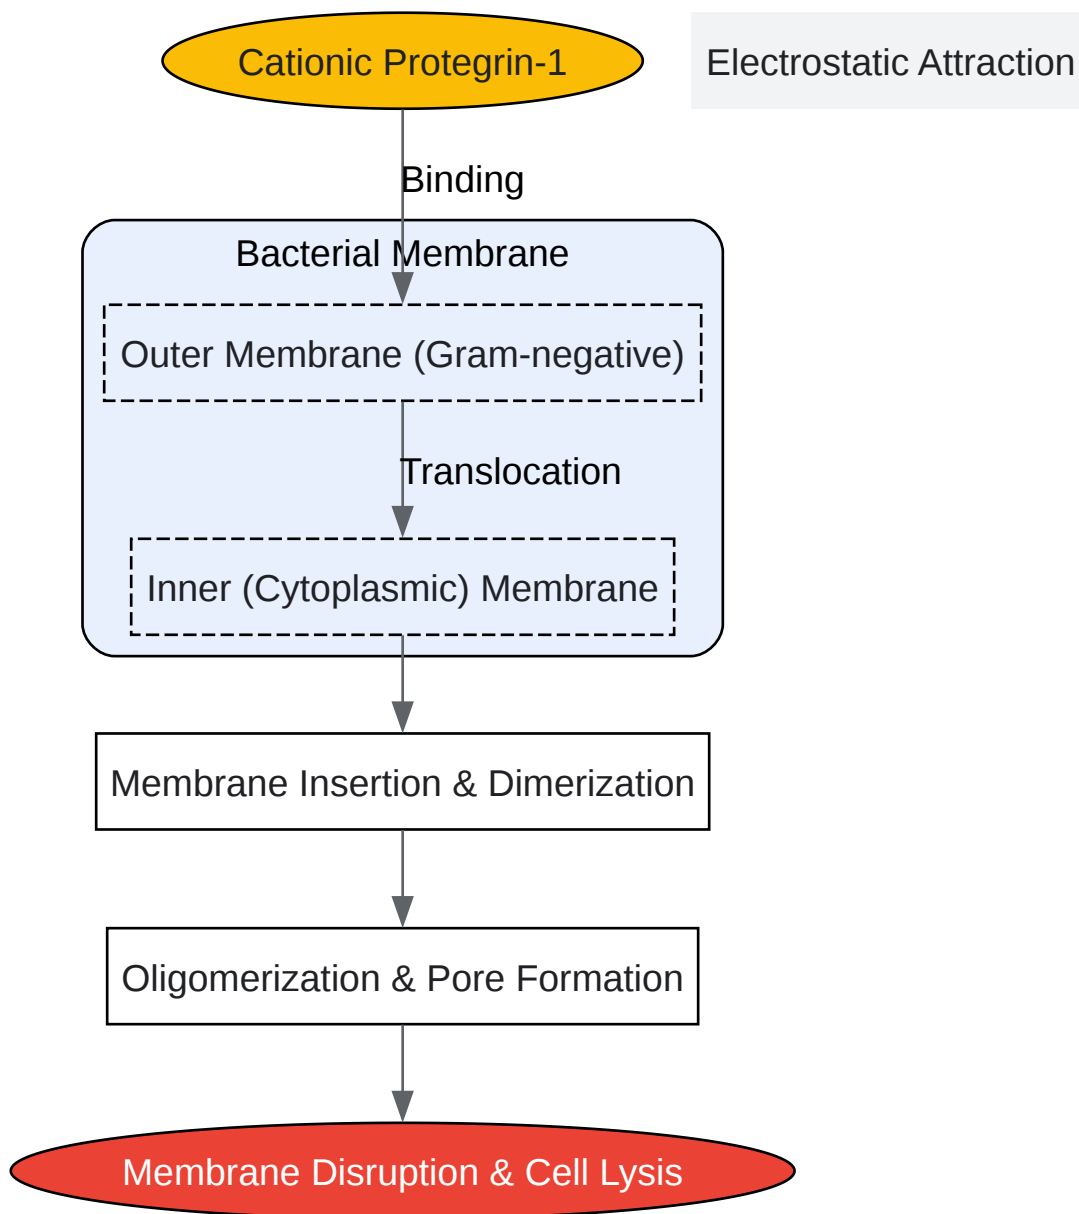 Cationic Protegrin-1
Electrostatic Attraction
Binding
Bacterial Membrane
Outer Membrane (Gram-negative)
Translocation
Inner (Cytoplasmic) Membrane
Membrane Insertion & Dimerization
Oligomerization & Pore Formation
Membrane Disruption & Cell Lysis